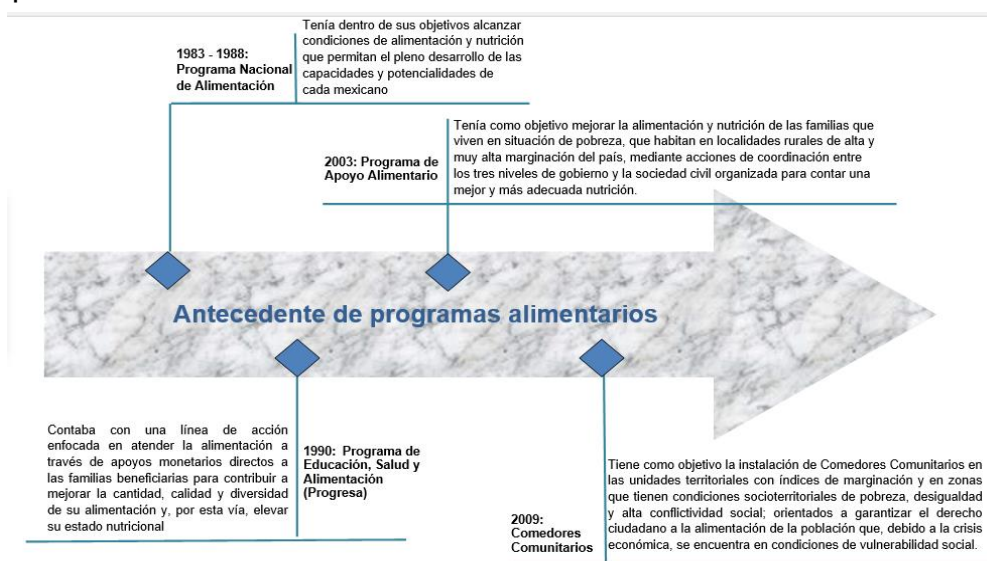 1983 - 1988:
Programa Nacional
de Alimentación
Tenía dentro de sus objetivos alcanzar
condiciones de alimentación y nutrición
que permitan el pleno desarrollo de las
capacidades y potencialidades de
cada mexicano
2003: Programa de
Apoyo Alimentario
Tenía como objetivo mejorar la alimentación y nutrición de las familias que
viven en situación de pobreza, que habitan en localidades rurales de alta y
muy alta marginación del país, mediante acciones de coordinación entre
los tres niveles de gobierno y la sociedad civil organizada para contar una
mejor y más adecuada nutrición.
Antecedente de programas alimentarios
Contaba con una línea de acción
enfocada en atender la alimentación a
través de apoyos monetarios directos a
las familias beneficiarias para contribuir a
mejorar la cantidad, calidad y diversidad
de su alimentación y, por esta vía, elevar
su estado nutricional
1990: Programa de
Educación, Salud y
Alimentación
(Progresa)
2009:
Comedores
Comunitarios
Tiene como objetivo la instalación de Comedores Comunitarios en
las unidades territoriales con índices de marginación y en zonas
que tienen condiciones socioterritoriales de pobreza, desigualdad
y alta conflictividad social; orientados a garantizar el derecho
ciudadano a la alimentación de la población que, debido a la crisis
económica, se encuentra en condiciones de vulnerabilidad social.